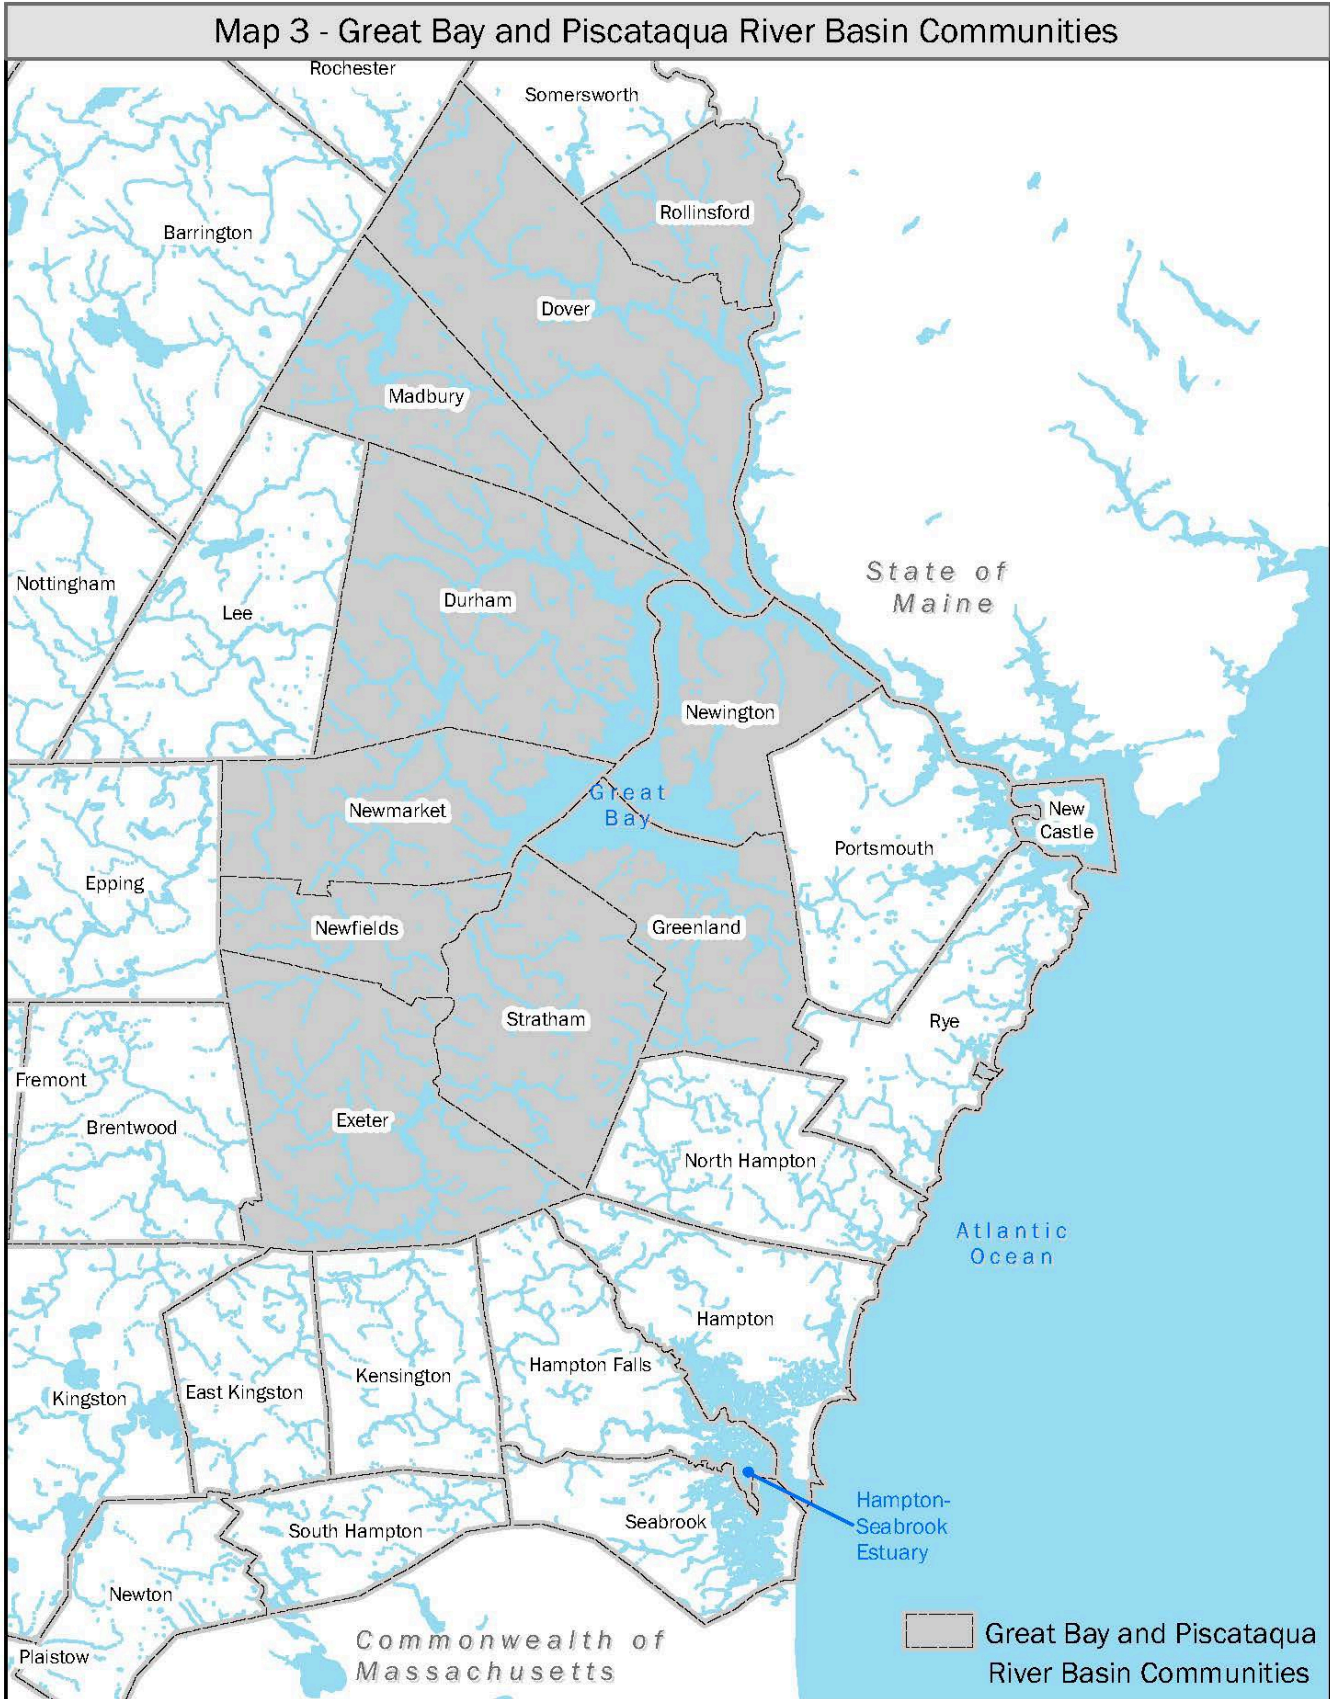 Map 3 - Great Bay and Piscataqua River Basin Communities
Rochester
Somersworth
Rollinsford
Barrington
Dover
Madbury
State of
Maine
Nottingham
Lee
Durham
Newington
Great
Bay
Newmarket
New
Castle
Portsmouth
Epping
Newfields
Greenland
Stratham
Rye
Fremont
Brentwood
Exeter
North Hampton
Atlantic
Ocean
Hampton
Hampton Falls
Kensington
East Kingston
Kingston
Hampton-
Seabrook
Estuary
Seabrook
South Hampton
Newton
Plaistow
Commonwealth of
Massachusetts
Great Bay and Piscataqua
River Basin Communities